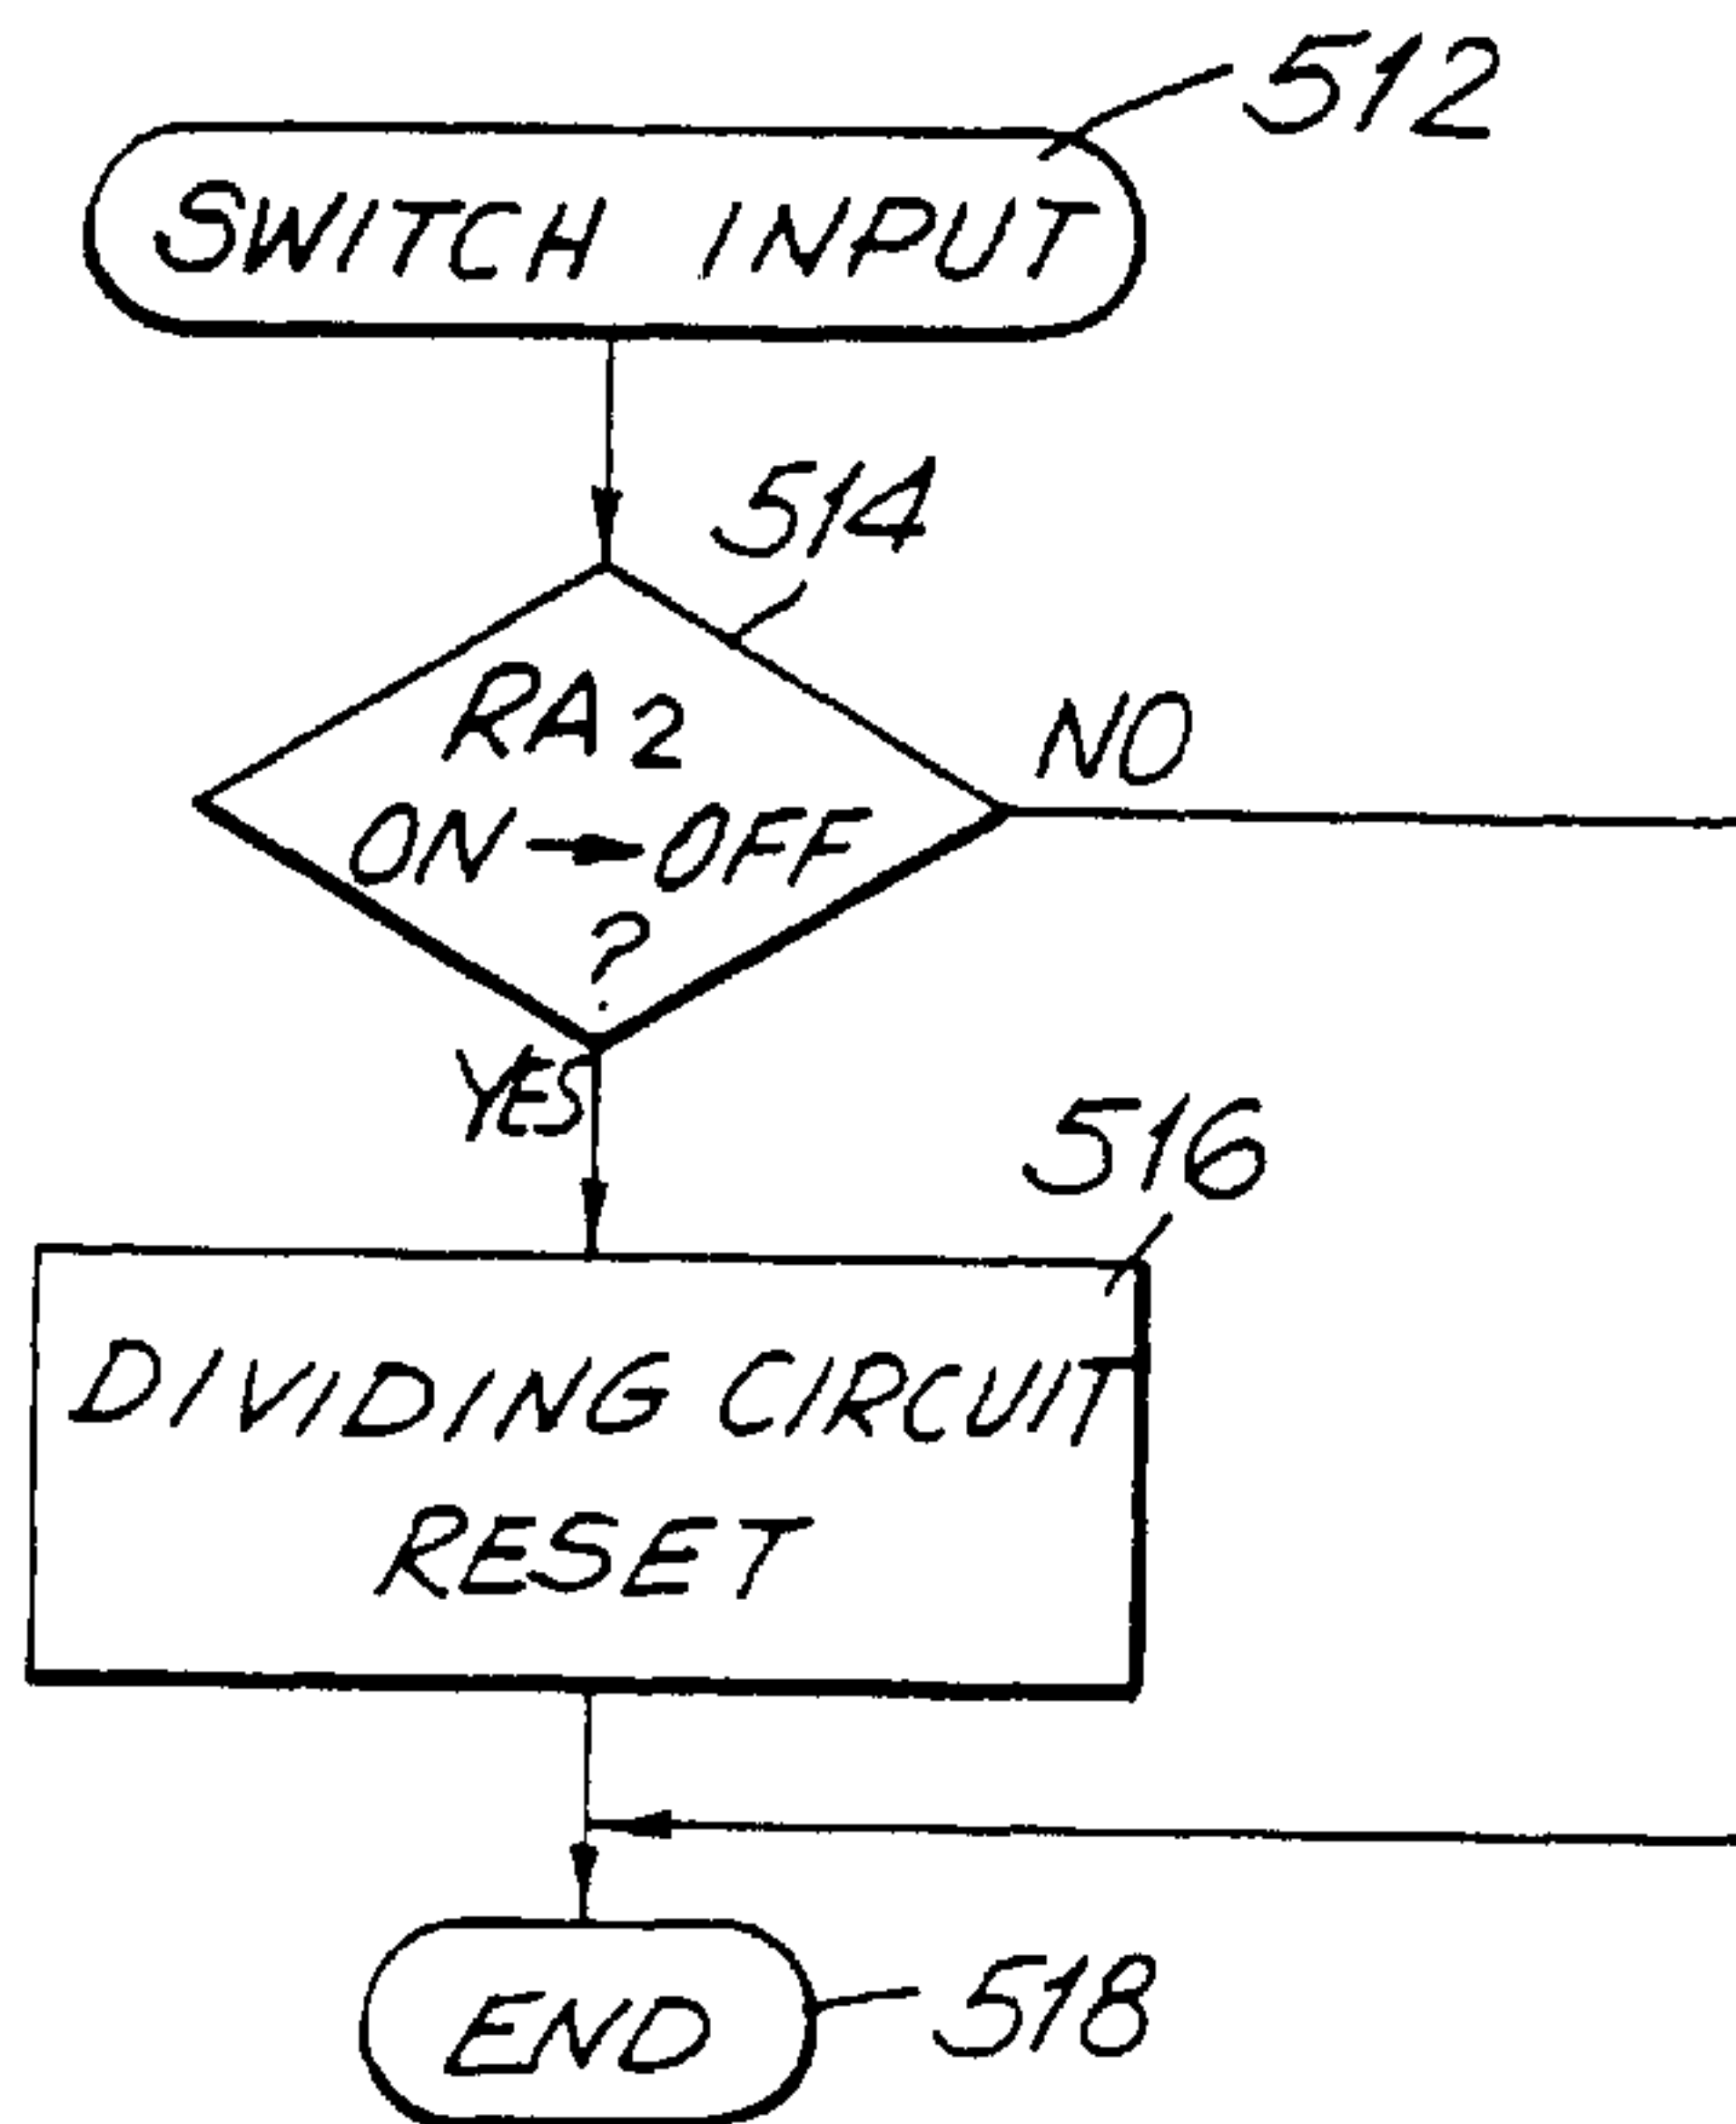 512
SWITCH INPUT
514
RA2
NO
ON→OFF
?
YES
516
DIVIDING CIRCUIT
RESET
END
518